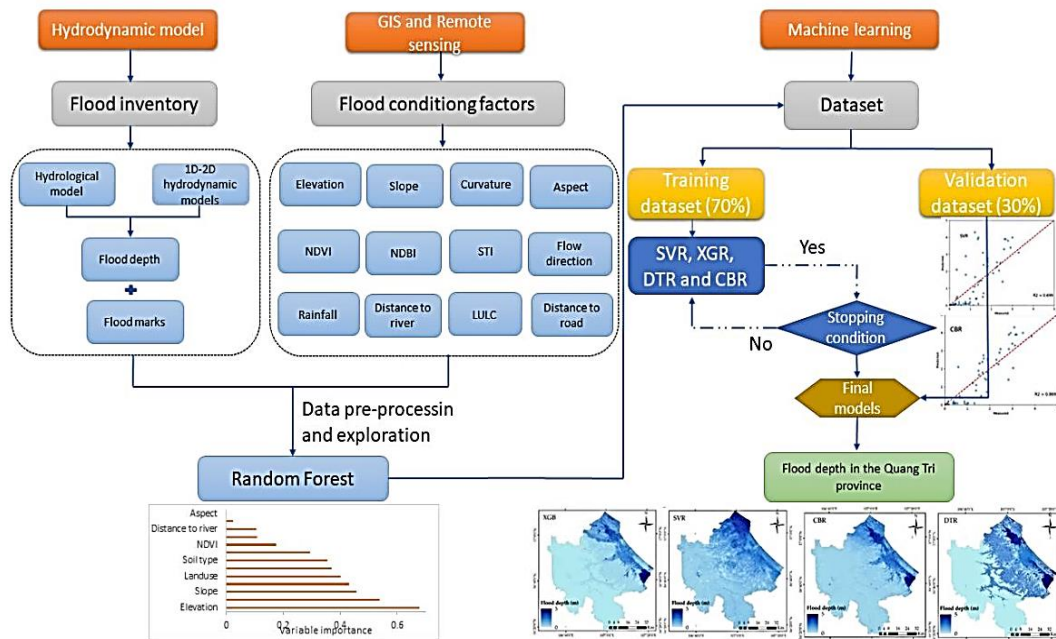 Hydrodynamic model
GIS and Remote
sensing
Machine learning
Flood inventory
Flood conditiong factors
Dataset
Hydrological
model
1D-2D
hydrodynamic
models
Flood depth
Flood marks
Elevation
Slope
Curvature
Aspect
NDVI
NDBI
STI
Flow
direction
Rainfall
Distance to
river
LULC
Distance to
road
Training
dataset (70%)
Validation
dataset (30%)
SVR, XGR,
DTR and CBR
Yes
No
Stopping
condition
SVR
Measured
CBR
Measured
Final
models
Data pre-processin
and exploration
Random Forest
Flood depth in the Quang Tri
province
Aspect
Distance to river
NDVI
Soil type
Landuse
Slope
Elevation
0
0.2
0.4
0.6
Variable importance
XGB
Flood depth (m)
SVR
Flood depth (m)
CBR
Flood depth (m)
DTR
Flood depth (m)